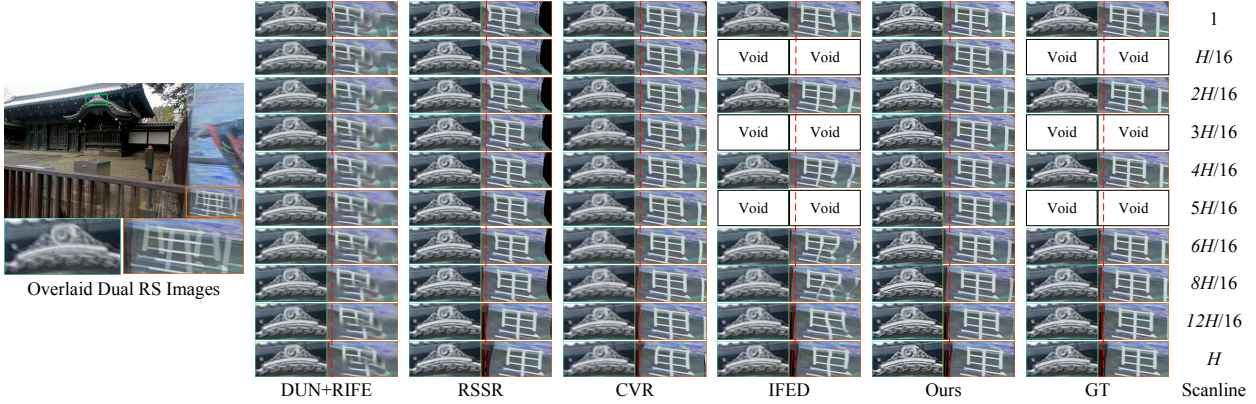 1
Void Void Void Void H/16
2H/16
Void Void Void Void 3H/16
4H/16
Void Void Void Void 5H/16
6H/16
8H/16
12H/16
H
Overlaid Dual RS Images
DUN+RIFE RSSR CVR IFED Ours GT Scanline